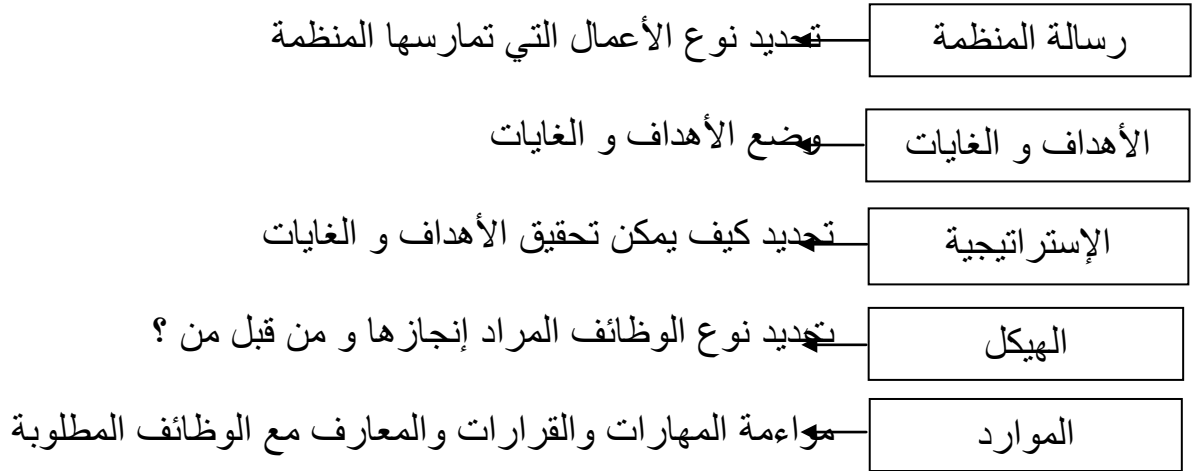 رسالة المنظمة تحديد نوع الأعمال التي تمارسها المنظمة
الأهداف و الغايات وضع الأهداف و الغايات
الإستراتيجية تحديد كيف يمكن تحقيق الأهداف و الغايات
الهيكل تحديد نوع الوظائف المراد إنجازها و من قبل من ؟
الموارد مواءمة المهارات والقرارات والمعارف مع الوظائف المطلوبة